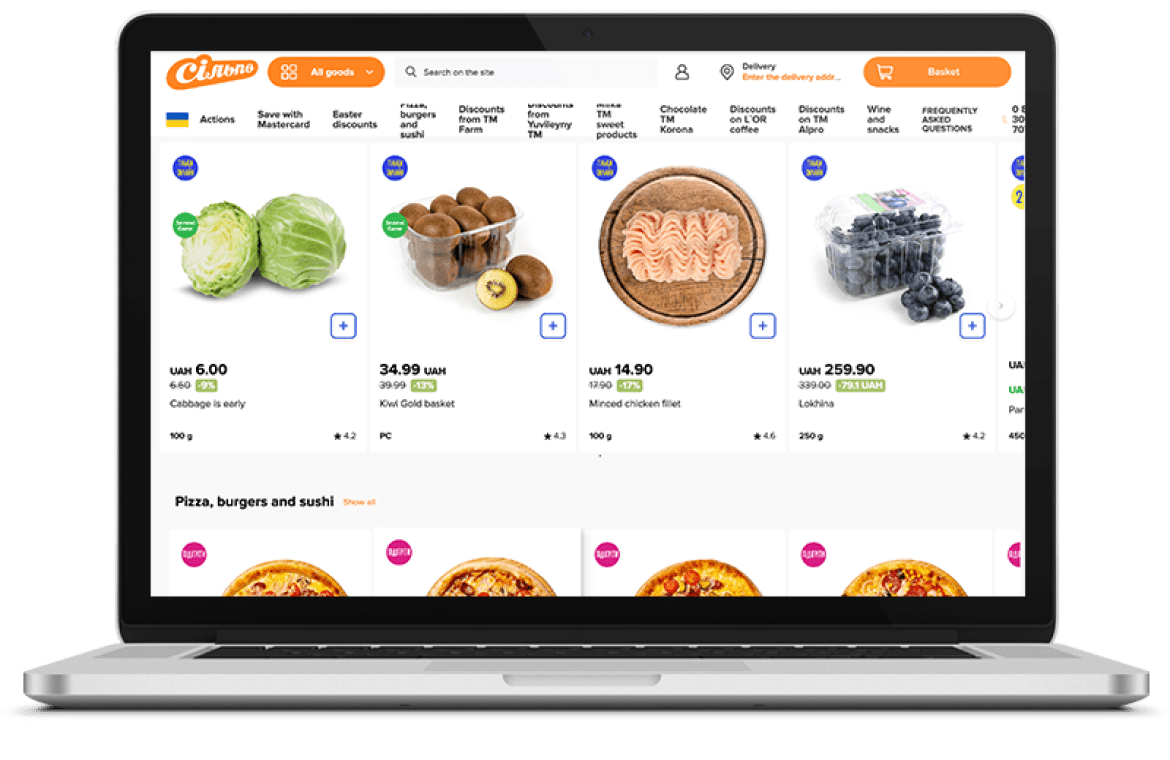 Сільпо
All goods
Search on the site
Delivery
Enter the delivery addr...
Basket
Actions
Save with
Mastercard
Easter
discounts
Pizza,
burgers
and
sushi
Discounts
from TM
Farm
Discounts
from
Yuvileyny
TM
Milka
TM
sweet
products
Chocolate
TM
Korona
Discounts
on L`OR
coffee
Discounts
on TM
Alpro
Wine
and
snacks
FREQUENTLY
ASKED
QUESTIONS
0 8
30
70
2
UAH 6.00
6.60 -9%
Cabbage is early
100 g ★ 4.2
34.99 UAH
39.99 -13%
Kiwi Gold basket
PC ★ 4.3
UAH 14.90
17.90 -17%
Minced chicken fillet
100 g ★ 4.6
UAH 259.90
339.00 -79.1 UAH
Lokhina
250 g ★ 4.2
UA
UA
Par
450
Pizza, burgers and sushi Show all